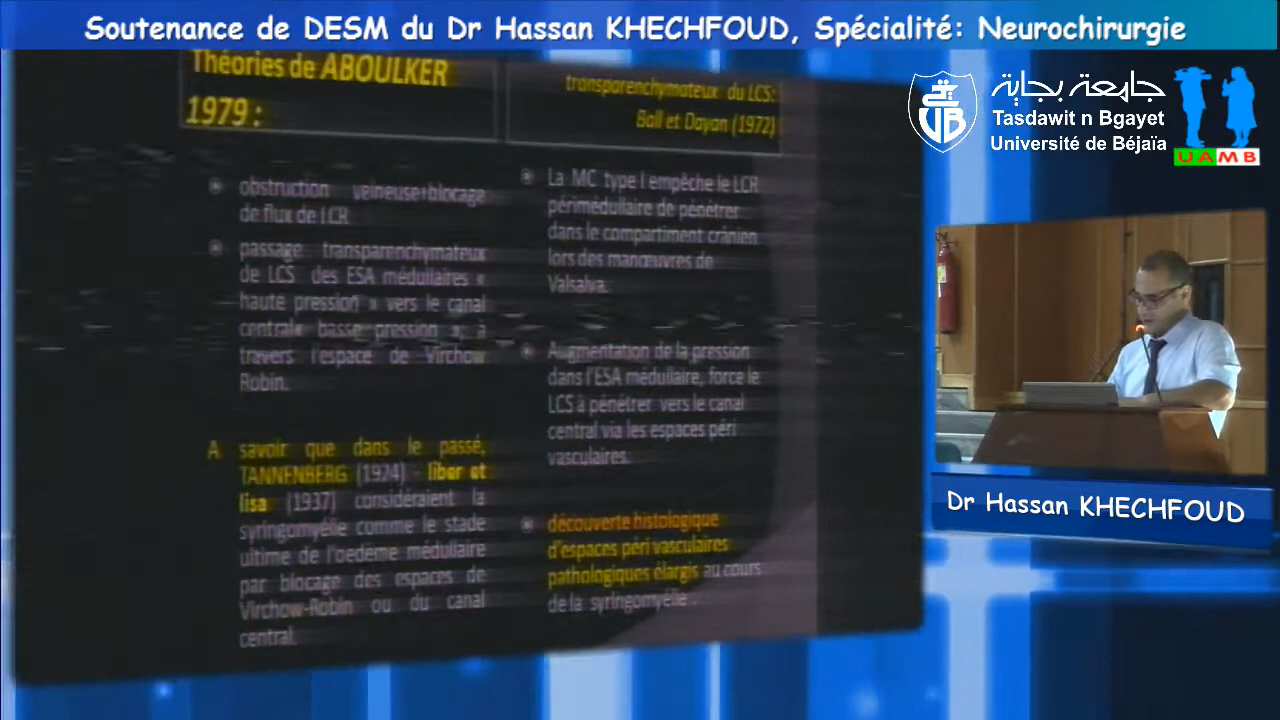 Soutenance de DESM du Dr Hassan KHECHFOUD, Spécialité: Neurochirurgie
Théories de ABOULKER
1979 :
transparenchymateux du LCS:
Ball et Dayan (1972)
obstruction veineuse+blocage
de flux de LCR
passage transparenchymateux
de LCS des ESA médullaires «
haute pression » vers le canal
central« basse pression », à
travers l'espace de Virchow
Robin.
A savoir que dans le passé,
TANNENBERG (1924) - liber et
lisa (1937) considéraient la
syringomyélie comme le stade
ultime de l'oedème médullaire
par blocage des espaces de
Virchow-Robin ou du canal
central.
La MC type I empêche le LCR
périmédullaire de pénétrer
dans le compartiment crânien
lors des manœuvres de
Valsalva.
Augmentation de la pression
dans l'ESA médullaire, force le
LCS à pénétrer vers le canal
central via les espaces péri
vasculaires.
découverte histologique
d'espaces péri vasculaires
pathologiques élargis au cours
de la syringomyélie .
جامعة بجاية
Tasdawit n Bgayet
Université de Béjaïa
UB
UAMB
Dr Hassan KHECHFOUD